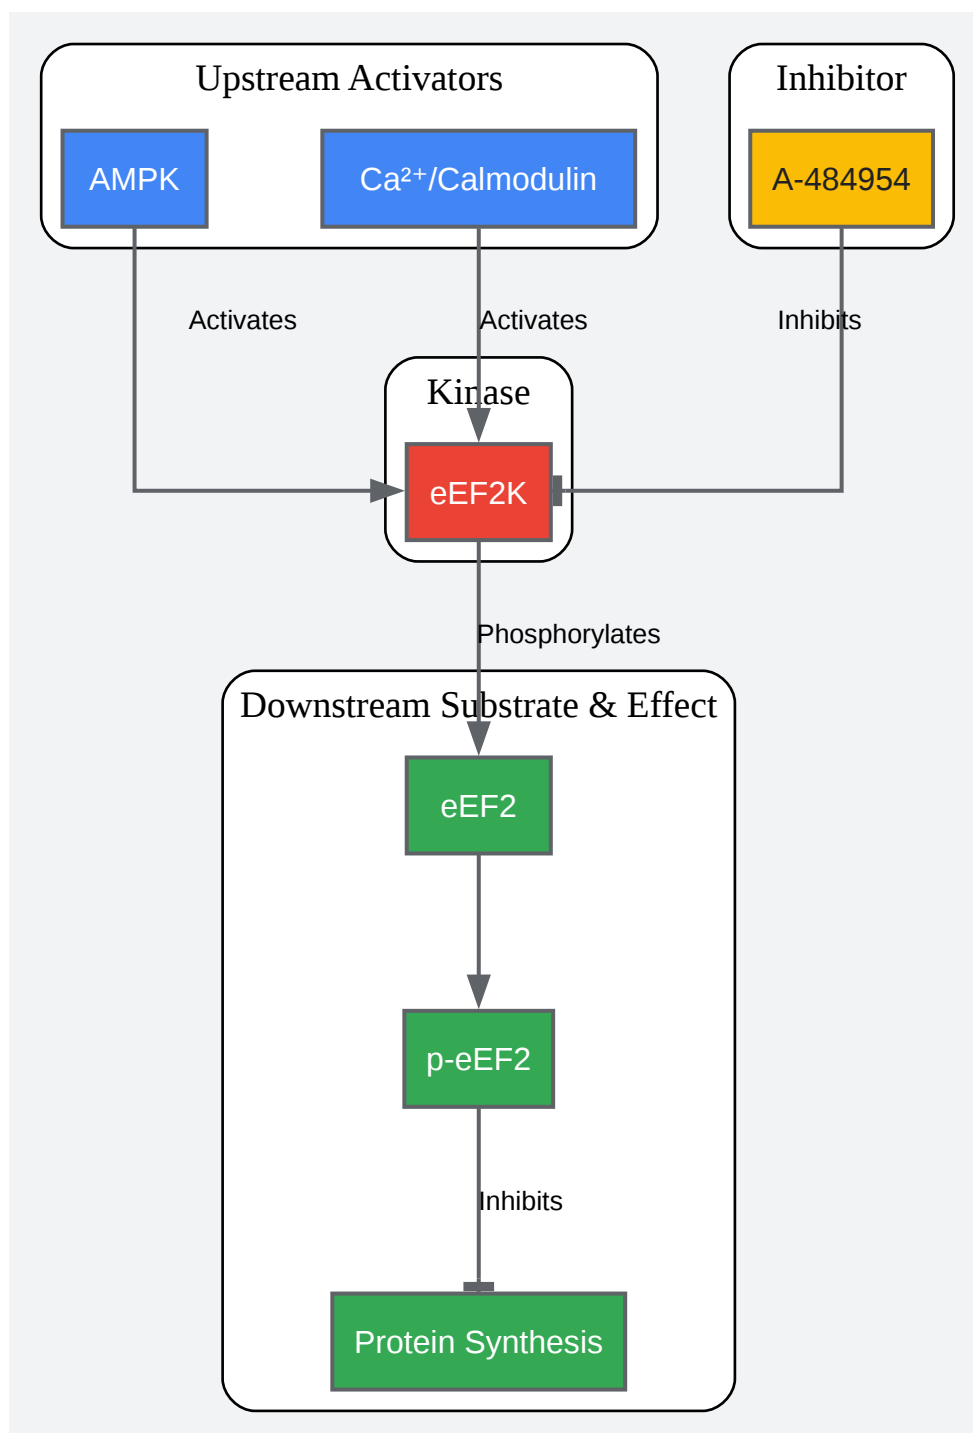 Upstream Activators
Inhibitor
AMPK
Ca²⁺/Calmodulin
A-484954
Activates
Activates
Inhibits
Kinase
eEF2K
Phosphorylates
Downstream Substrate & Effect
eEF2
p-eEF2
Inhibits
Protein Synthesis